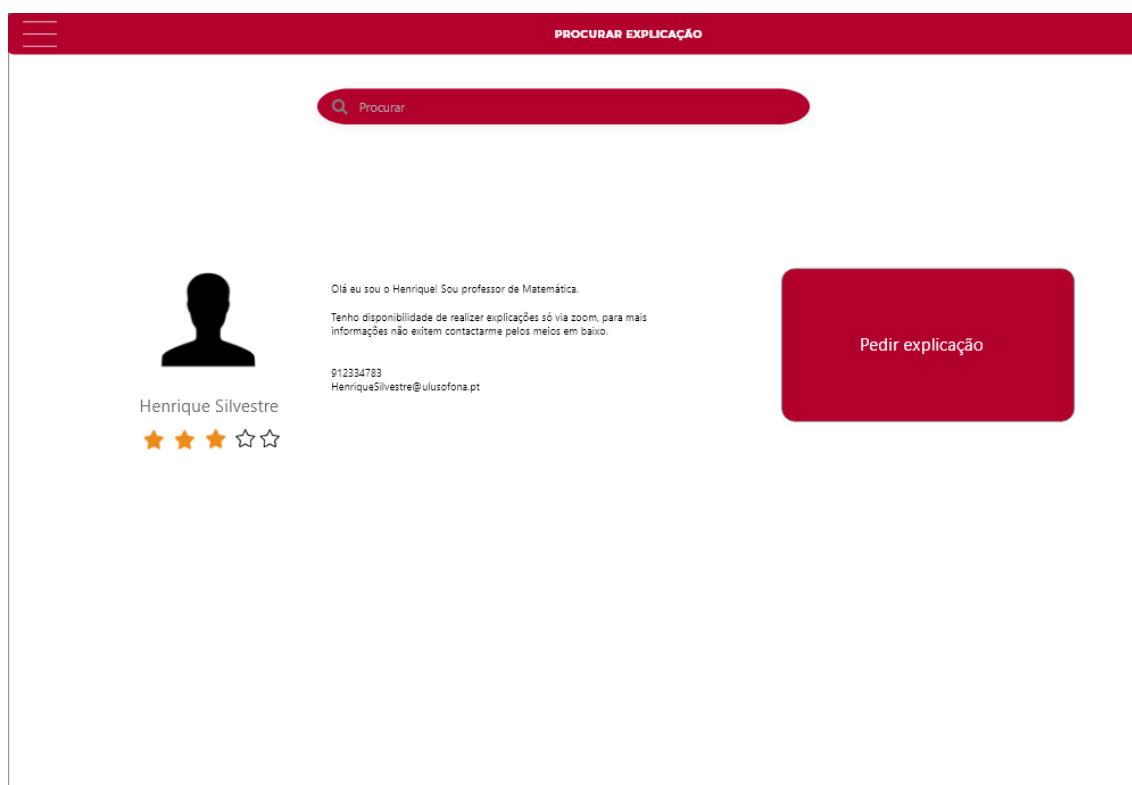 PROCURAR EXPLICAÇÃO
Procurar
Olá eu sou o Henrique! Sou professor de Matemática.
Tenho disponibilidade de realizer explicações só via zoom, para mais
informações não exitem contactarme pelos meios em baixo.
912334783
HenriqueSilvestre@ulusofona.pt
Henrique Silvestre
Pedir explicação